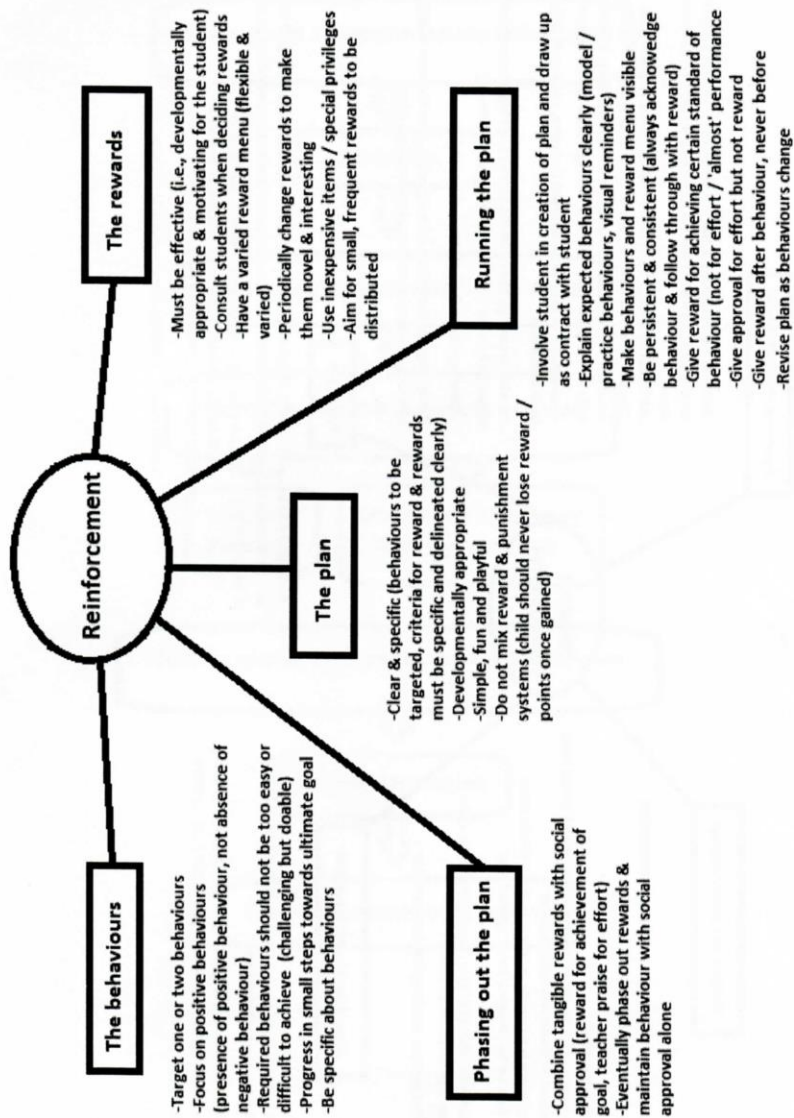 Reinforcement
The behaviours
-Target one or two behaviours
-Focus on positive behaviours
(presence of positive behaviour, not absence of
negative behaviour)
-Required behaviours should not be too easy or
difficult to achieve (challenging but doable)
-Progress in small steps towards ultimate goal
-Be specific about behaviours
The rewards
-Must be effective (i.e., developmentally
appropriate & motivating for the student)
-Consult students when deciding rewards
-Have a varied reward menu (flexible &
varied)
-Periodically change rewards to make
them novel & interesting
-Use inexpensive items / special privileges
-Aim for small, frequent rewards to be
distributed
The plan
-Clear & specific (behaviours to be
targeted, criteria for reward & rewards
must be specific and delineated clearly)
-Developmentally appropriate
-Simple, fun and playful
-Do not mix reward & punishment
systems (child should never lose reward /
points once gained)
Phasing out the plan
-Combine tangible rewards with social
approval (reward for achievement of
goal, teacher praise for effort)
-Eventually phase out rewards &
maintain behaviour with social
approval alone
Running the plan
-Involve student in creation of plan and draw up
as contract with student
-Explain expected behaviours clearly (model /
practice behaviours, visual reminders)
-Make behaviours and reward menu visible
-Be persistent & consistent (always acknowedge
behaviour & follow through with reward)
-Give reward for achieving certain standard of
behaviour (not for effort / 'almost' performance
-Give approval for effort but not reward
-Give reward after behaviour, never before
-Revise plan as behaviours change